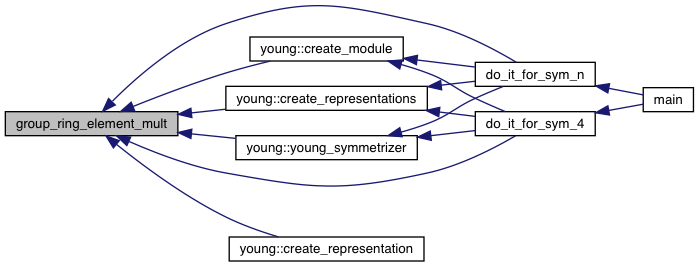 young::create_module
do_it_for_sym_n
main
young::create_representations
group_ring_element_mult
do_it_for_sym_4
young::young_symmetrizer
young::create_representation